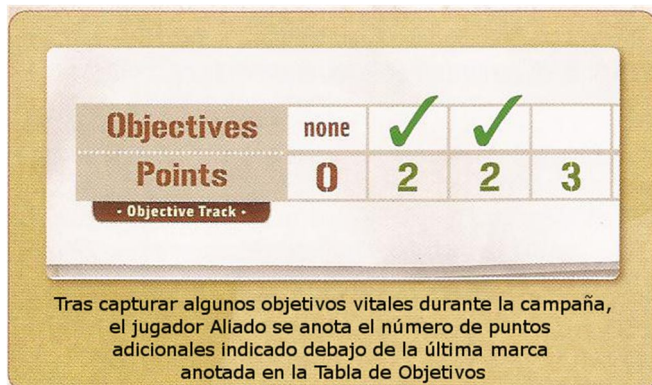 Objectives none ✓ ✓
Points 0 2 2 3
• Objective Track •
Tras capturar algunos objetivos vitales durante la campaña,
el jugador Aliado se anota el número de puntos
adicionales indicado debajo de la última marca
anotada en la Tabla de Objetivos